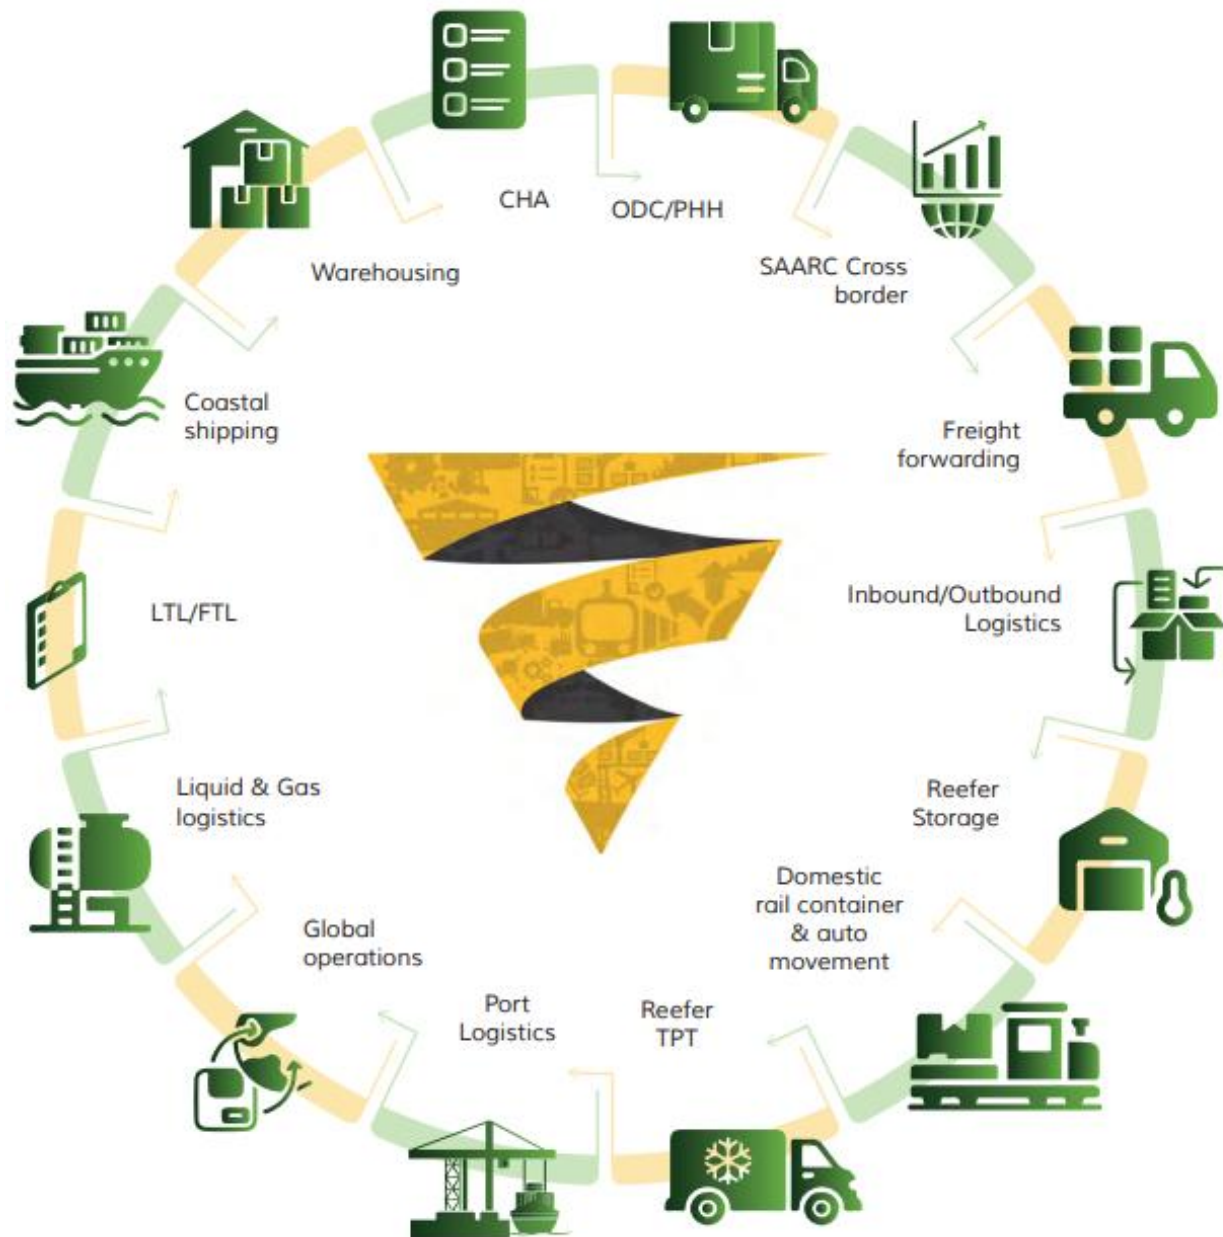 CHA
ODC/PHH
SAARC Cross
border
Freight
forwarding
Inbound/Outbound
Logistics
Reefer
Storage
Domestic
rail container
& auto
movement
Reefer
TPT
Port
Logistics
Global
operations
Liquid & Gas
logistics
LTL/FTL
Coastal
shipping
Warehousing